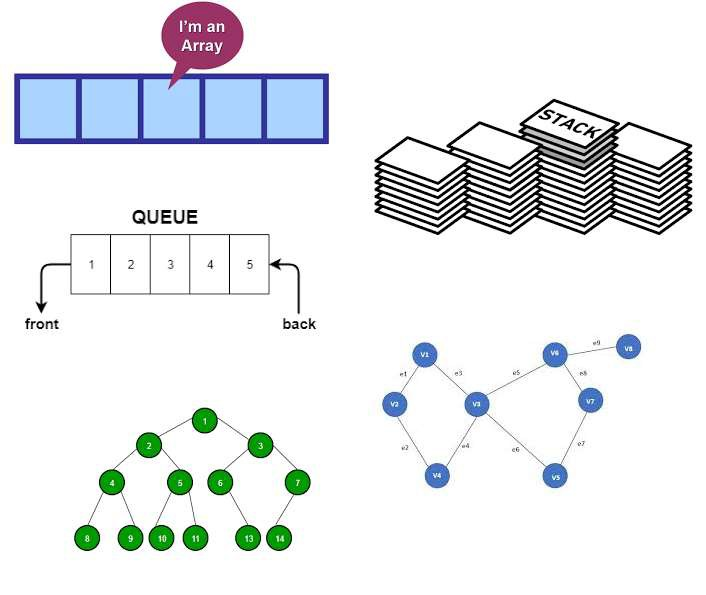 I'm an
Array
STACK
QUEUE
1 2 3 4 5
front back
V1 V6 e9 V8
e1 e3 e5 e8
V2 V3 V7
e2 e4 e6 e7
V4 V5
1
2 3
4 5 6 7
8 9 10 11 13 14